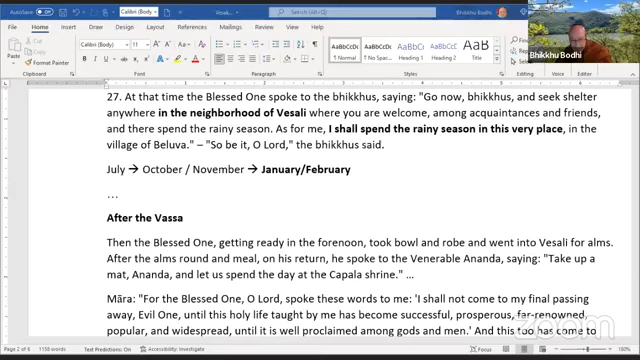 AutoSave Off
Vesali...
Search
Bhikkhu Bodhi
File Home Insert Draw Design Layout References Mailings Review View Help
Cut
Copy
Paste
Format Painter
Clipboard
Calibri (Body) 11
Font
Paragraph
AaBbCcDc AaBbCcDc AaBbCc AaBbCcC AaB
Normal No Spac... Heading 1 Heading 2 Title
Styles
Bhikkhu Bodhi
27. At that time the Blessed One spoke to the bhikkhus, saying: "Go now, bhikkhus, and seek shelter
anywhere in the neighborhood of Vesali where you are welcome, among acquaintances and friends,
and there spend the rainy season. As for me, I shall spend the rainy season in this very place, in the
village of Beluva." – "So be it, O Lord," the bhikkhus said.
July → October / November → January/February
…
After the Vassa
Then the Blessed One, getting ready in the forenoon, took bowl and robe and went into Vesali for alms.
After the alms round and meal, on his return, he spoke to the Venerable Ananda, saying: "Take up a
mat, Ananda, and let us spend the day at the Capala shrine." …
Māra: "For the Blessed One, O Lord, spoke these words to me: 'I shall not come to my final passing
away, Evil One, until this holy life taught by me has become successful, prosperous, far-renowned,
popular, and widespread, until it is well proclaimed among gods and men.' And this too has come to
zoom
Page 2 of 6 1158 words Text Predictions: On Accessibility: Investigate